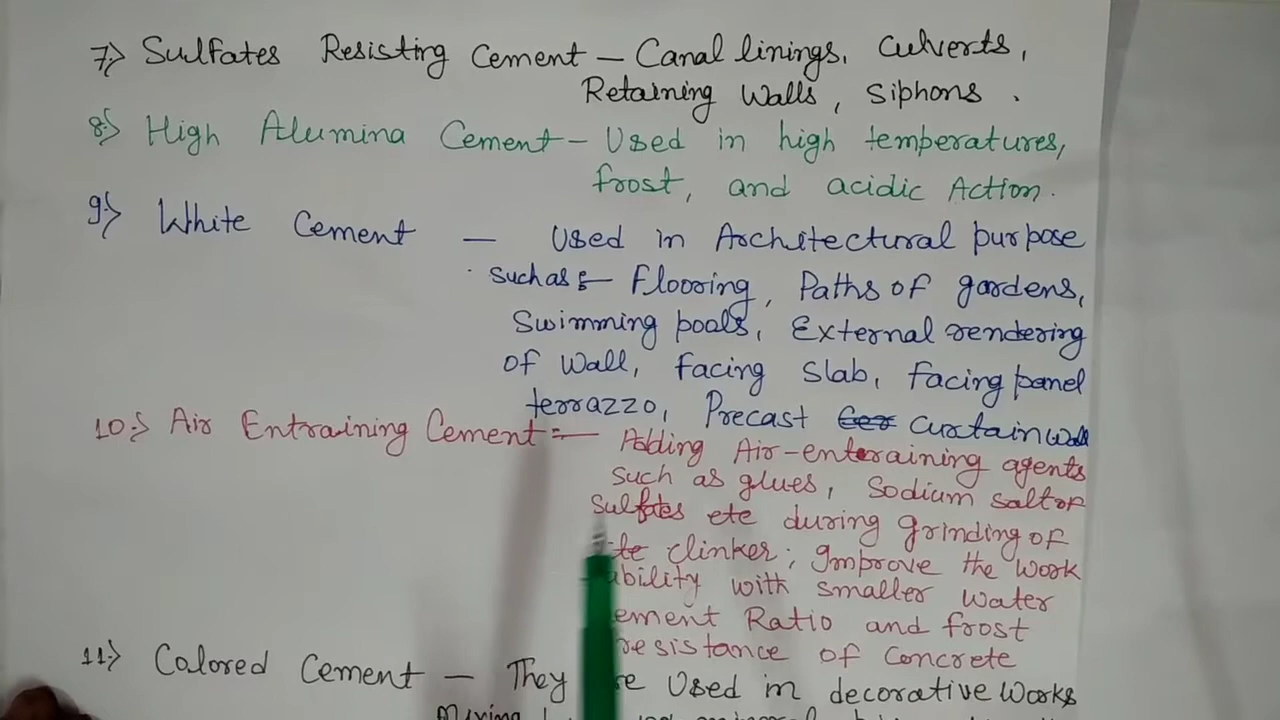 7) Sulfates Resisting Cement – Canal linings, Culverts,
Retaining Walls, Siphons.
8) High Alumina Cement – Used in high temperatures,
frost, and acidic Action.
9) White Cement – Used in Architectural purpose
such as :- Flooring, Paths of gardens,
Swimming pools, External rendering
of Wall, facing slab, facing panel
terrazzo, Precast curtain wall
10) Air Entraining Cement :- Adding Air-enteraining agents
such as glues, Sodium salt of
Sulfates etc during grinding of
clinker; Improve the work
ability with smaller water
ement Ratio and frost
resistance of Concrete
11) Colored Cement – They Used in decorative works
Mixing